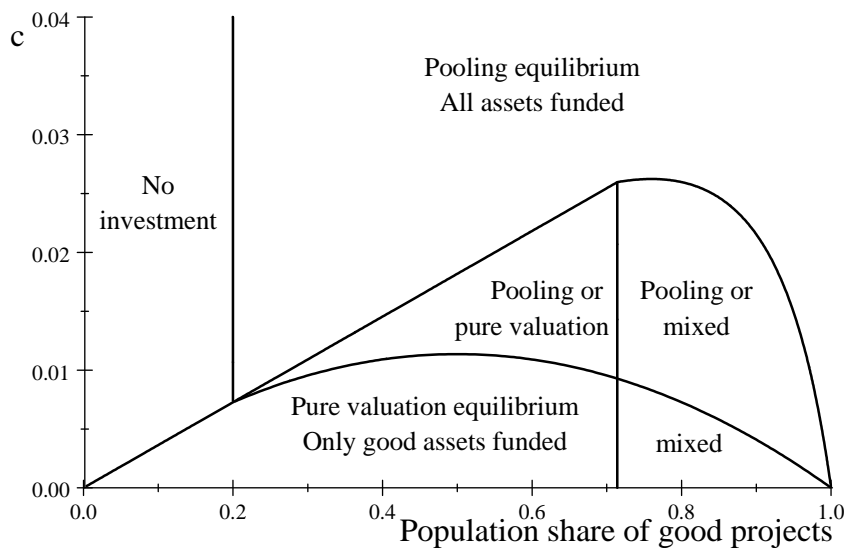 0.04
c
Pooling equilibrium
All assets funded
0.03
No
investment
0.02
Pooling or
pure valuation
Pooling or
mixed
0.01
Pure valuation equilibrium
Only good assets funded
mixed
0.00
0.0 0.2 0.4 0.6 0.8 1.0
Population share of good projects